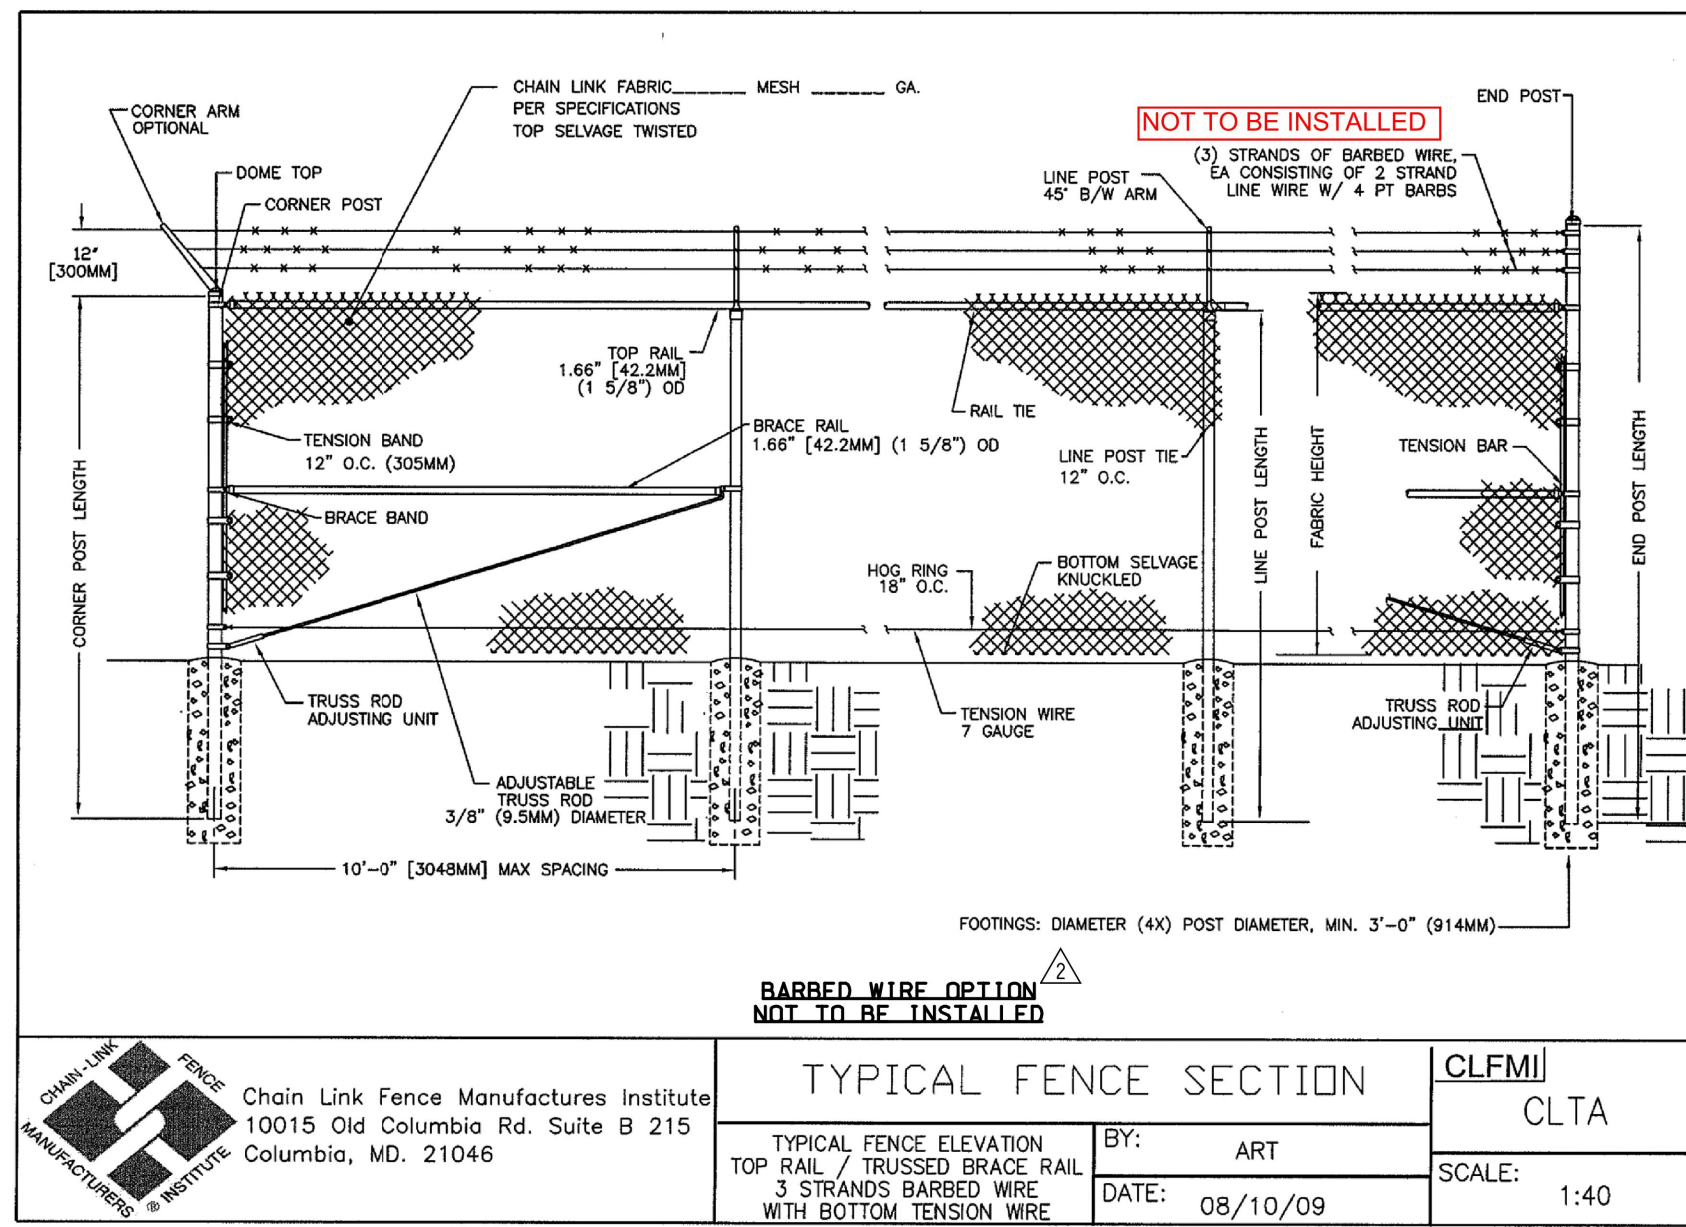 CHAIN LINK FABRIC______ MESH ______ GA.
PER SPECIFICATIONS
TOP SELVAGE TWISTED
CORNER ARM
OPTIONAL
DOME TOP
CORNER POST
12"
[300MM]
NOT TO BE INSTALLED
END POST
(3) STRANDS OF BARBED WIRE,
EA CONSISTING OF 2 STRAND
LINE WIRE W/ 4 PT BARBS
LINE POST
45° B/W ARM
TOP RAIL
1.66" [42.2MM]
(1 5/8") OD
RAIL TIE
TENSION BAND
12" O.C. (305MM)
BRACE RAIL
1.66" [42.2MM] (1 5/8") OD
LINE POST TIE
12" O.C.
TENSION BAR
BRACE BAND
CORNER POST LENGTH
LINE POST LENGTH
FABRIC HEIGHT
END POST LENGTH
HOG RING
18" O.C.
BOTTOM SELVAGE
KNUCKLED
TRUSS ROD
ADJUSTING UNIT
TENSION WIRE
7 GAUGE
TRUSS ROD
ADJUSTING UNIT
ADJUSTABLE
TRUSS ROD
3/8" (9.5MM) DIAMETER
10'-0" [3048MM] MAX SPACING
FOOTINGS: DIAMETER (4X) POST DIAMETER, MIN. 3'-0" (914MM)
2
BARBED WIRE OPTION
NOT TO BE INSTALLED
CHAIN-LINK
FENCE
MANUFACTURERS
® INSTITUTE
Chain Link Fence Manufactures Institute
10015 Old Columbia Rd. Suite B 215
Columbia, MD. 21046
TYPICAL FENCE SECTION
TYPICAL FENCE ELEVATION
TOP RAIL / TRUSSED BRACE RAIL
3 STRANDS BARBED WIRE
WITH BOTTOM TENSION WIRE
BY: ART
DATE: 08/10/09
CLFMI
CLTA
SCALE: 1:40